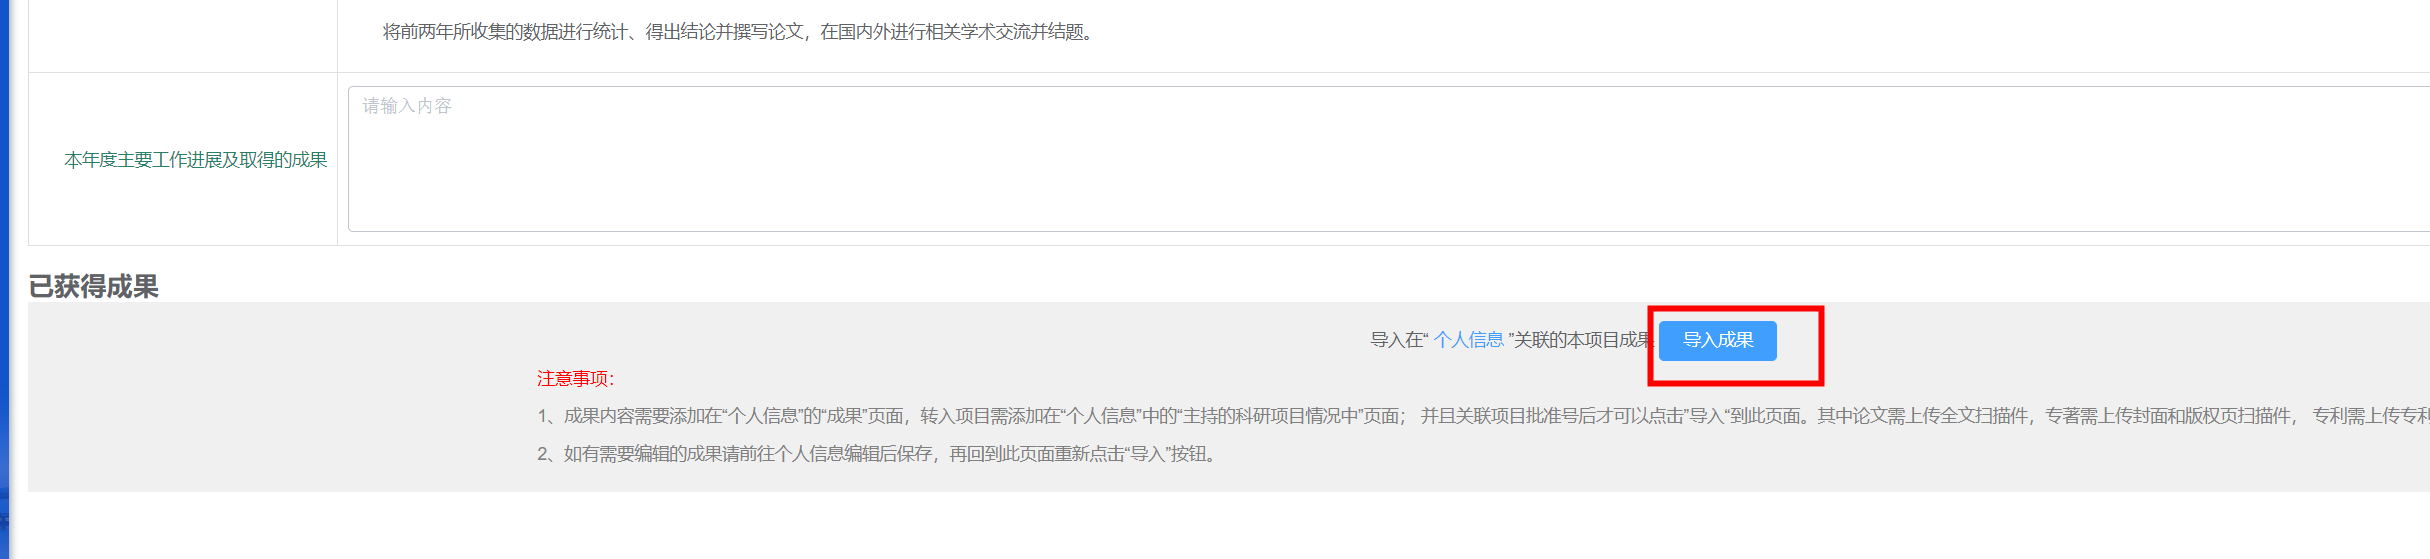 将前两年所收集的数据进行统计、得出结论并撰写论文，在国内外进行相关学术交流并结题。
请输入内容
本年度主要工作进展及取得的成果
已获得成果
导入在“ 个人信息 ”关联的本项目成果 导入成果
注意事项：
1、成果内容需要添加在“个人信息”的“成果”页面，转入项目需添加在“个人信息”中的“主持的科研项目情况中”页面； 并且关联项目批准号后才可以点击”导入“到此页面。其中论文需上传全文扫描件，专著需上传封面和版权页扫描件， 专利需上传专利
2、如有需要编辑的成果请前往个人信息编辑后保存，再回到此页面重新点击“导入”按钮。